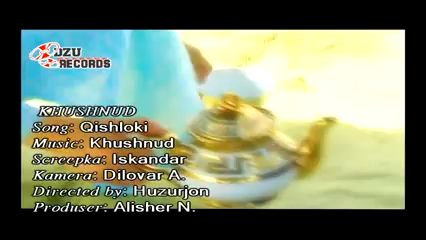 UZU
RECORDS
KHUSHNUD
Song: Qishloki
Music: Khushnud
Screepka: Iskandar
Kamera: Dilovar A.
Directed by: Huzurjon
Produser: Alisher N.